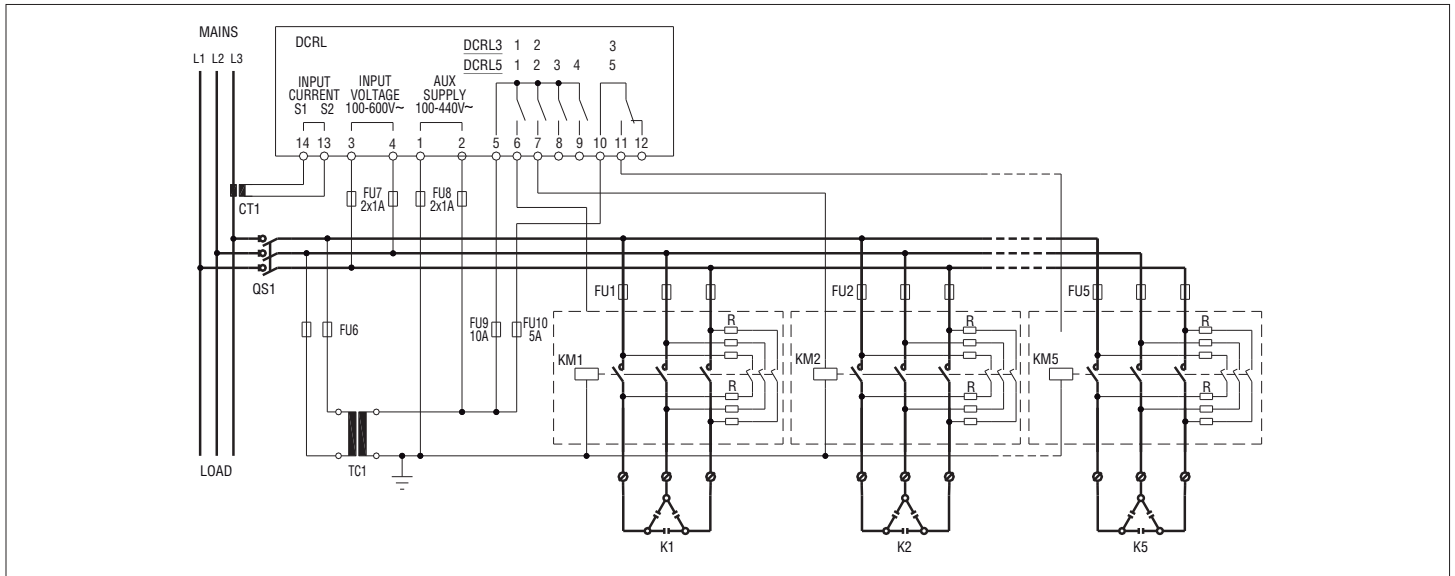 MAINS
L1 L2 L3
DCRL
DCRL3 1 2 3
DCRL5 1 2 3 4 5
INPUT CURRENT
S1 S2
INPUT VOLTAGE
100-600V~
AUX SUPPLY
100-440V~
14 13 3 4 1 2 5 6 7 8 9 10 11 12
CT1
FU7
2x1A
FU8
2x1A
QS1
FU1
FU2
FU5
FU6
FU9
10A
FU10
5A
R
R
R
KM1
KM2
KM5
R
R
R
LOAD
TC1
K1
K2
K5